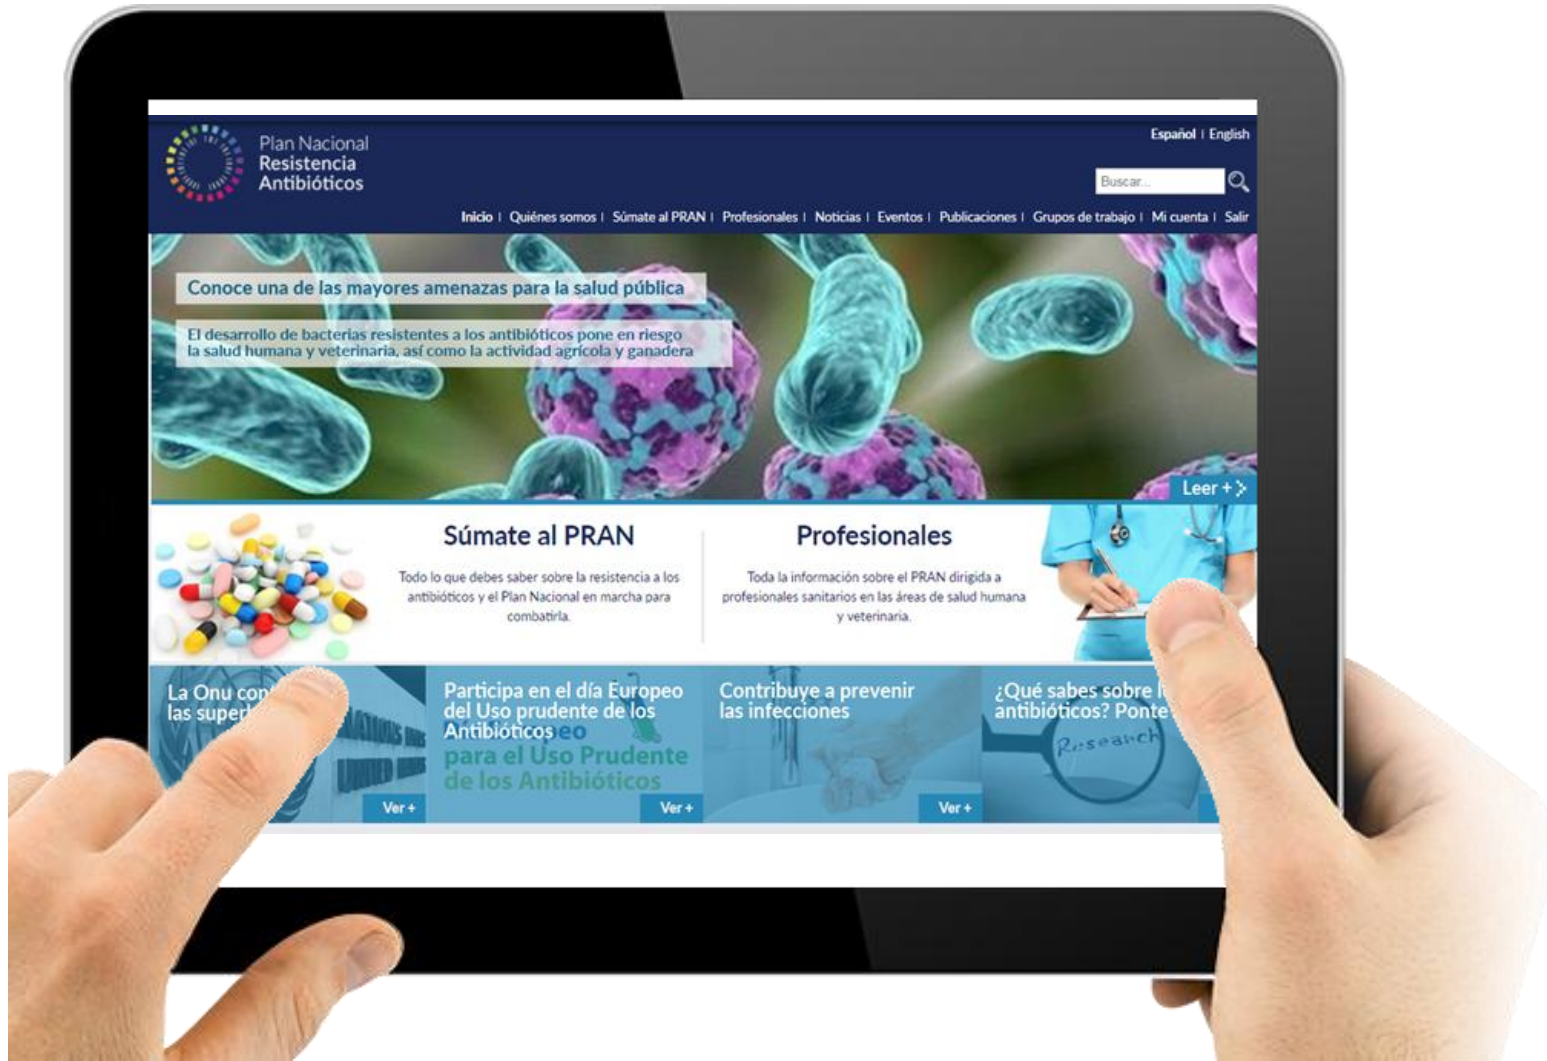 Plan Nacional
Resistencia
Antibióticos
Español | English
Buscar...
Inicio | Quiénes somos | Súmate al PRAN | Profesionales | Noticias | Eventos | Publicaciones | Grupos de trabajo | Mi cuenta | Salir
Conoce una de las mayores amenazas para la salud pública
El desarrollo de bacterias resistentes a los antibióticos pone en riesgo
la salud humana y veterinaria, así como la actividad agrícola y ganadera
Leer +
Súmate al PRAN
Todo lo que debes saber sobre la resistencia a los
antibióticos y el Plan Nacional en marcha para
combatirla.
Profesionales
Toda la información sobre el PRAN dirigida a
profesionales sanitarios en las áreas de salud humana
y veterinaria.
La Onu
las
Ver +
Participa en el día Europeo
del Uso prudente de los
Antibióticos
para el Uso Prudente
de los Antibióticos
Ver +
Contribuye a prevenir
las infecciones
Ver +
¿Qué sabes sobre
antibióticos? Ponte
Research